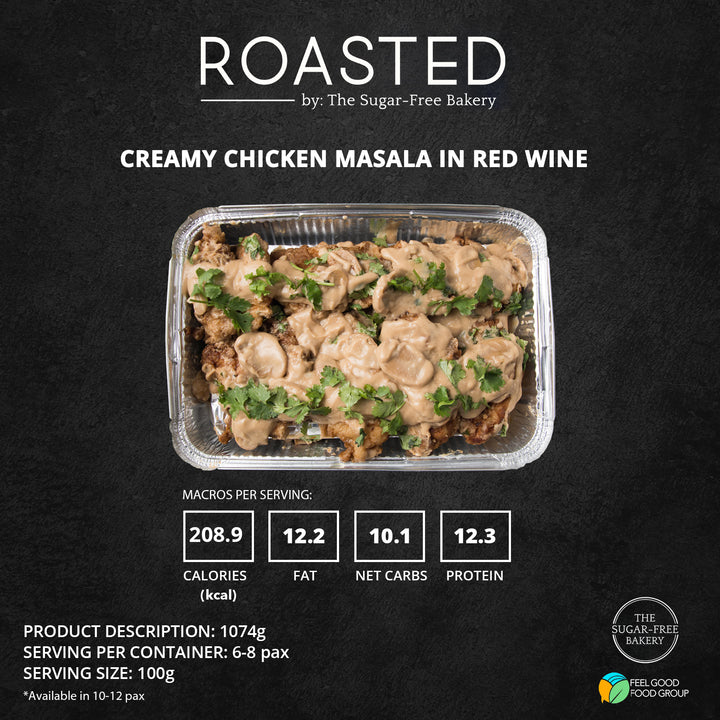 ROASTED
by: The Sugar-Free Bakery
CREAMY CHICKEN MASALA IN RED WINE
MACROS PER SERVING:
208.9 12.2 10.1 12.3
CALORIES FAT NET CARBS PROTEIN
(kcal)
PRODUCT DESCRIPTION: 1074g
SERVING PER CONTAINER: 6-8 pax
SERVING SIZE: 100g
*Available in 10-12 pax
THE
SUGAR-FREE
BAKERY
FEEL GOOD
FOOD GROUP